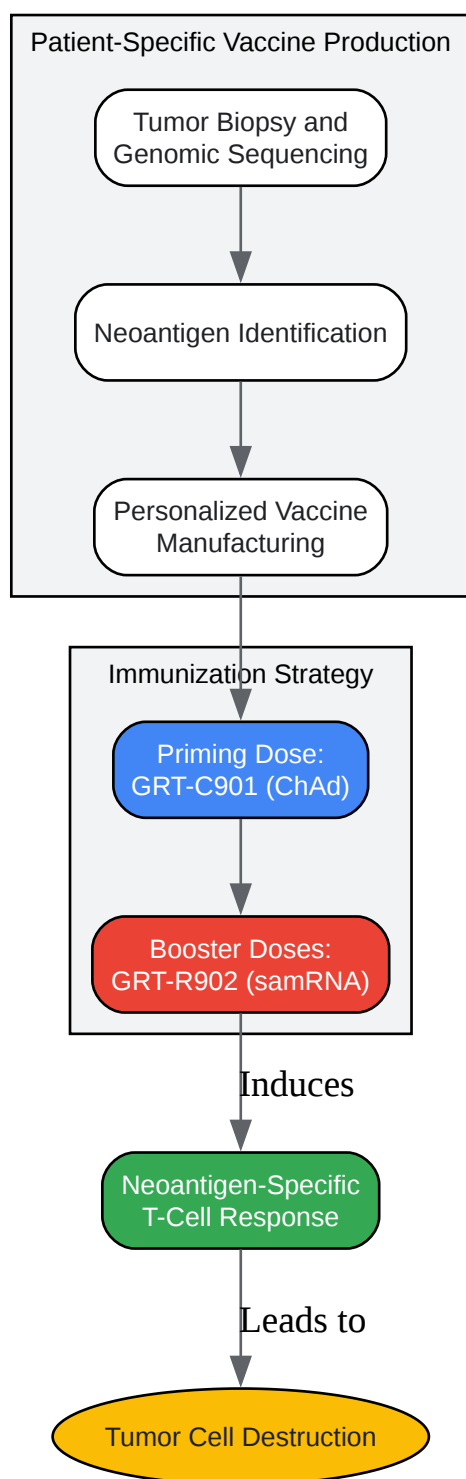 Patient-Specific Vaccine Production
Tumor Biopsy and
Genomic Sequencing
Neoantigen Identification
Personalized Vaccine
Manufacturing
Immunization Strategy
Priming Dose:
GRT-C901 (ChAd)
Booster Doses:
GRT-R902 (samRNA)
Induces
Neoantigen-Specific
T-Cell Response
Leads to
Tumor Cell Destruction